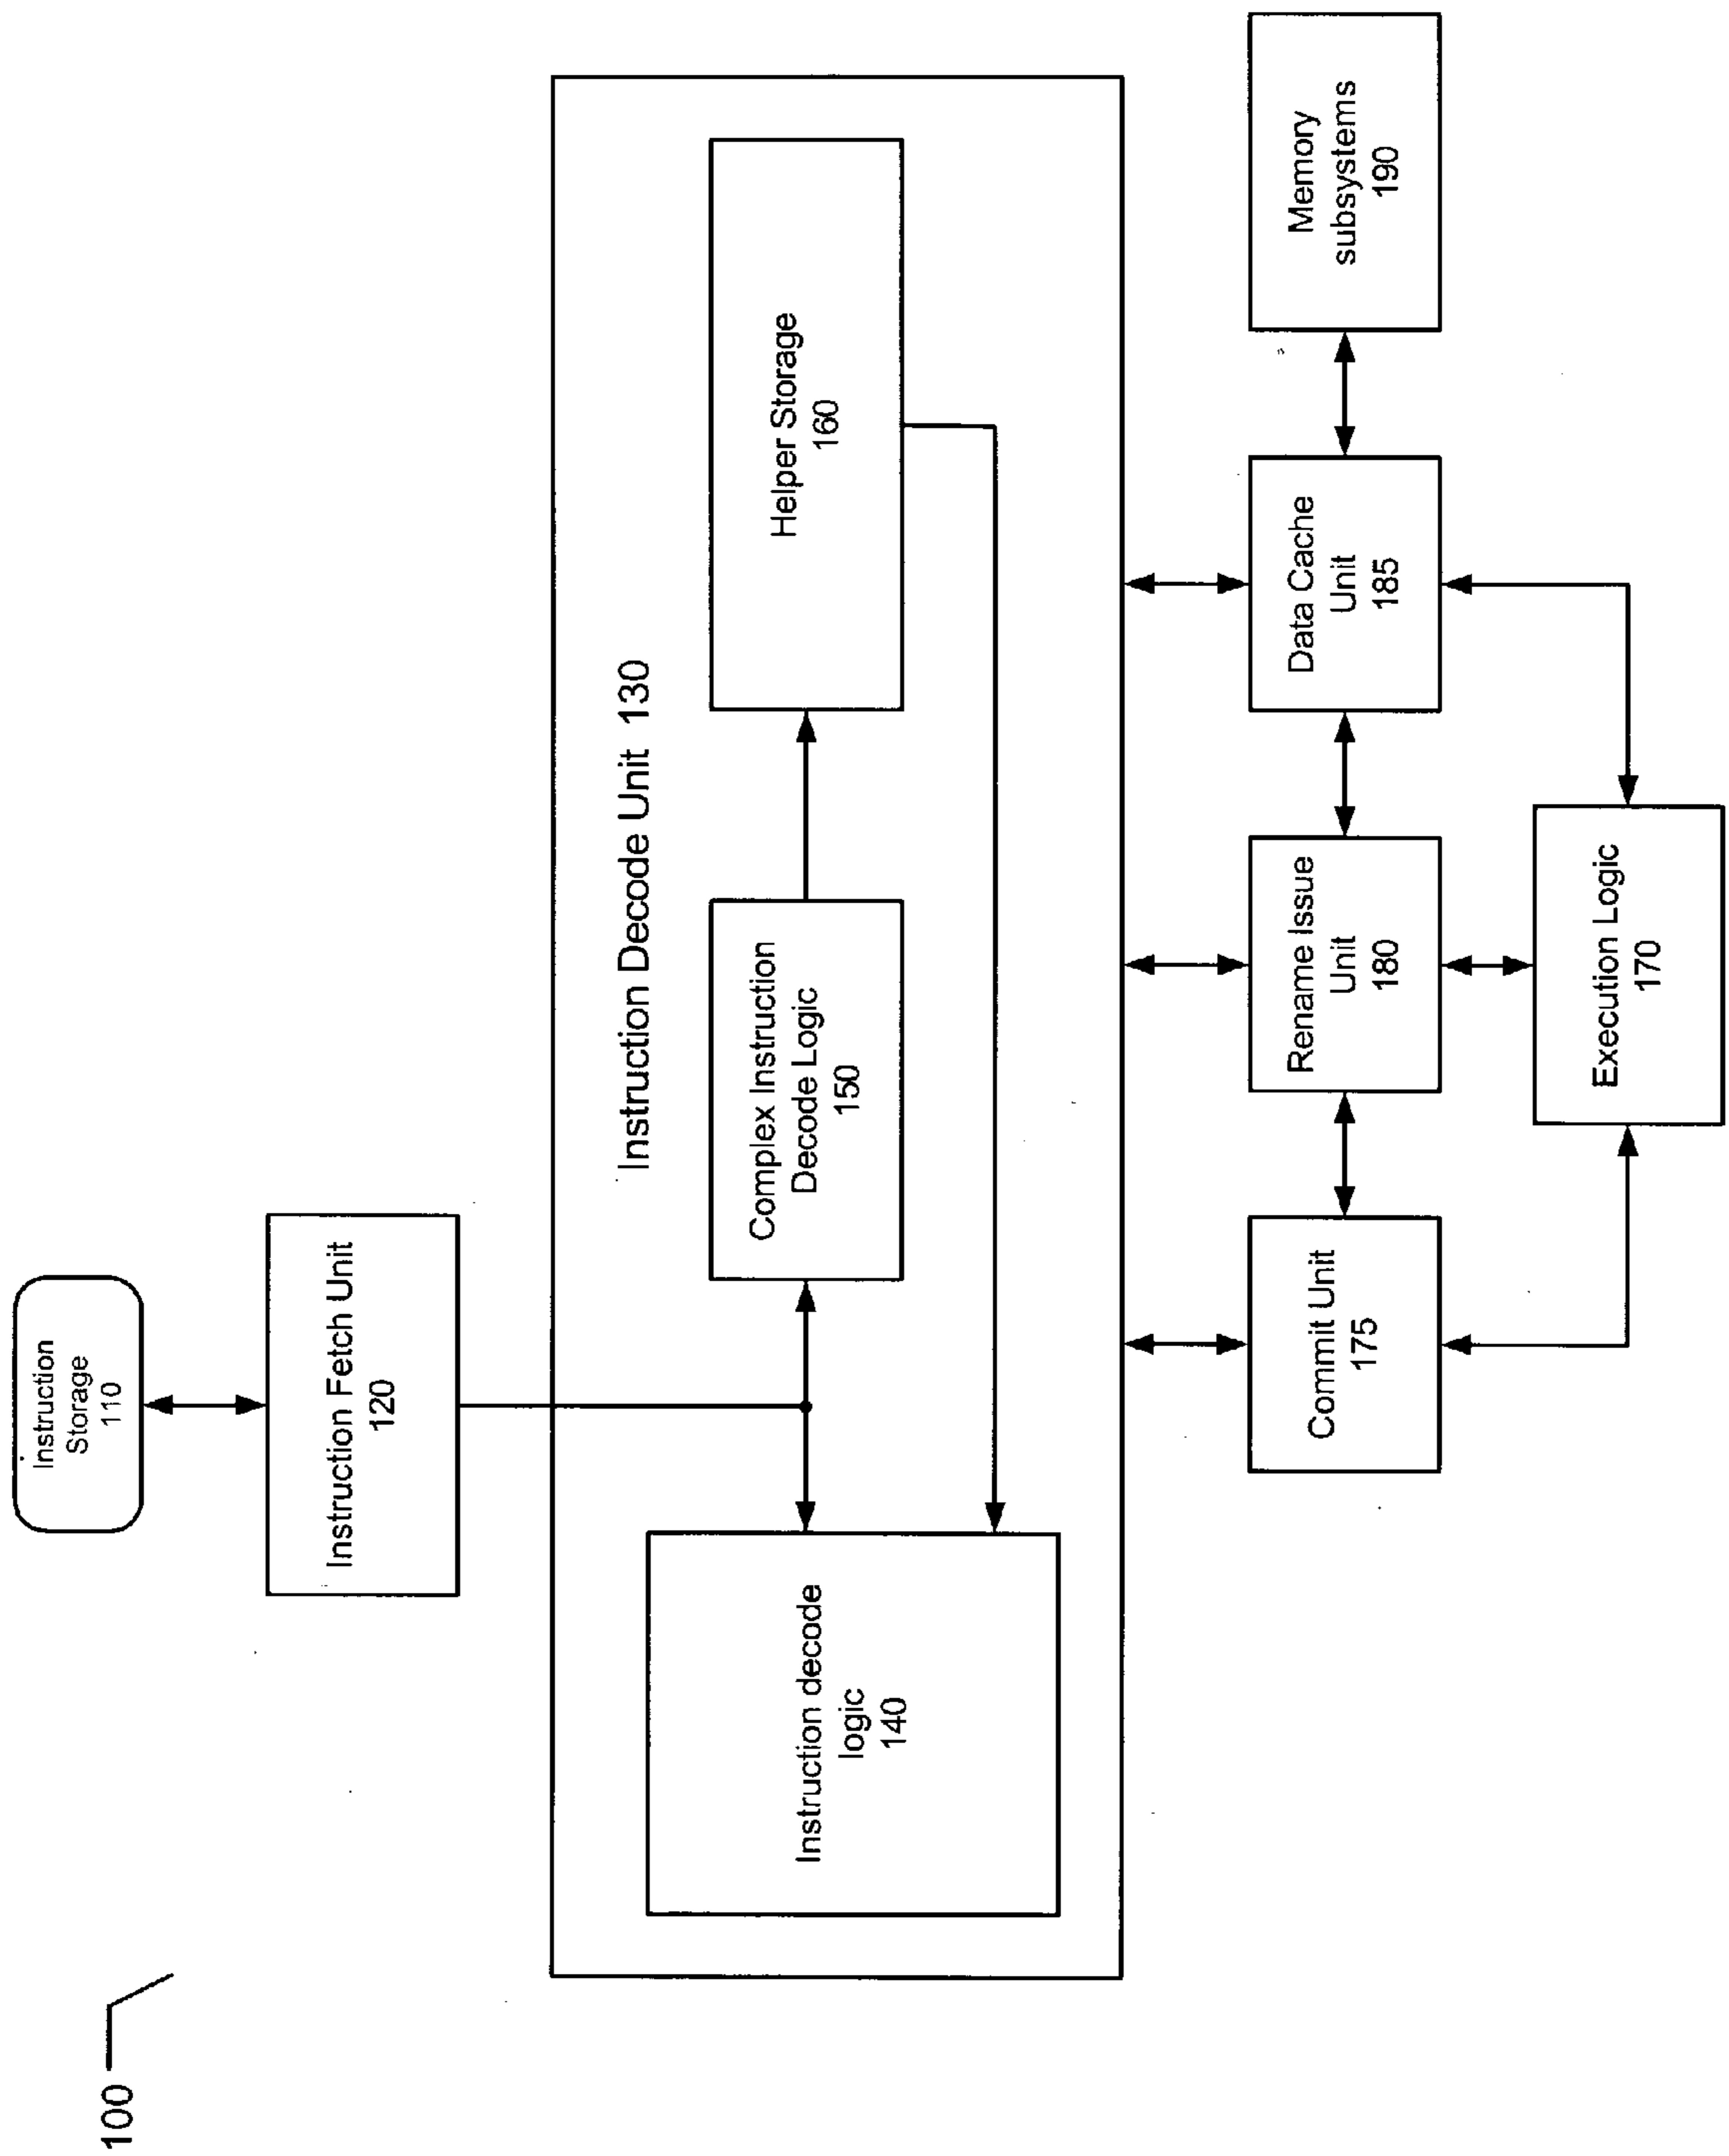 100
Instruction
Storage
110
Instruction Fetch Unit
120
Instruction Decode Unit 130
Instruction decode
logic
140
Complex Instruction
Decode Logic
150
Helper Storage
160
Commit Unit
175
Rename Issue
Unit
180
Data Cache
Unit
185
Memory
subsystems
190
Execution Logic
170